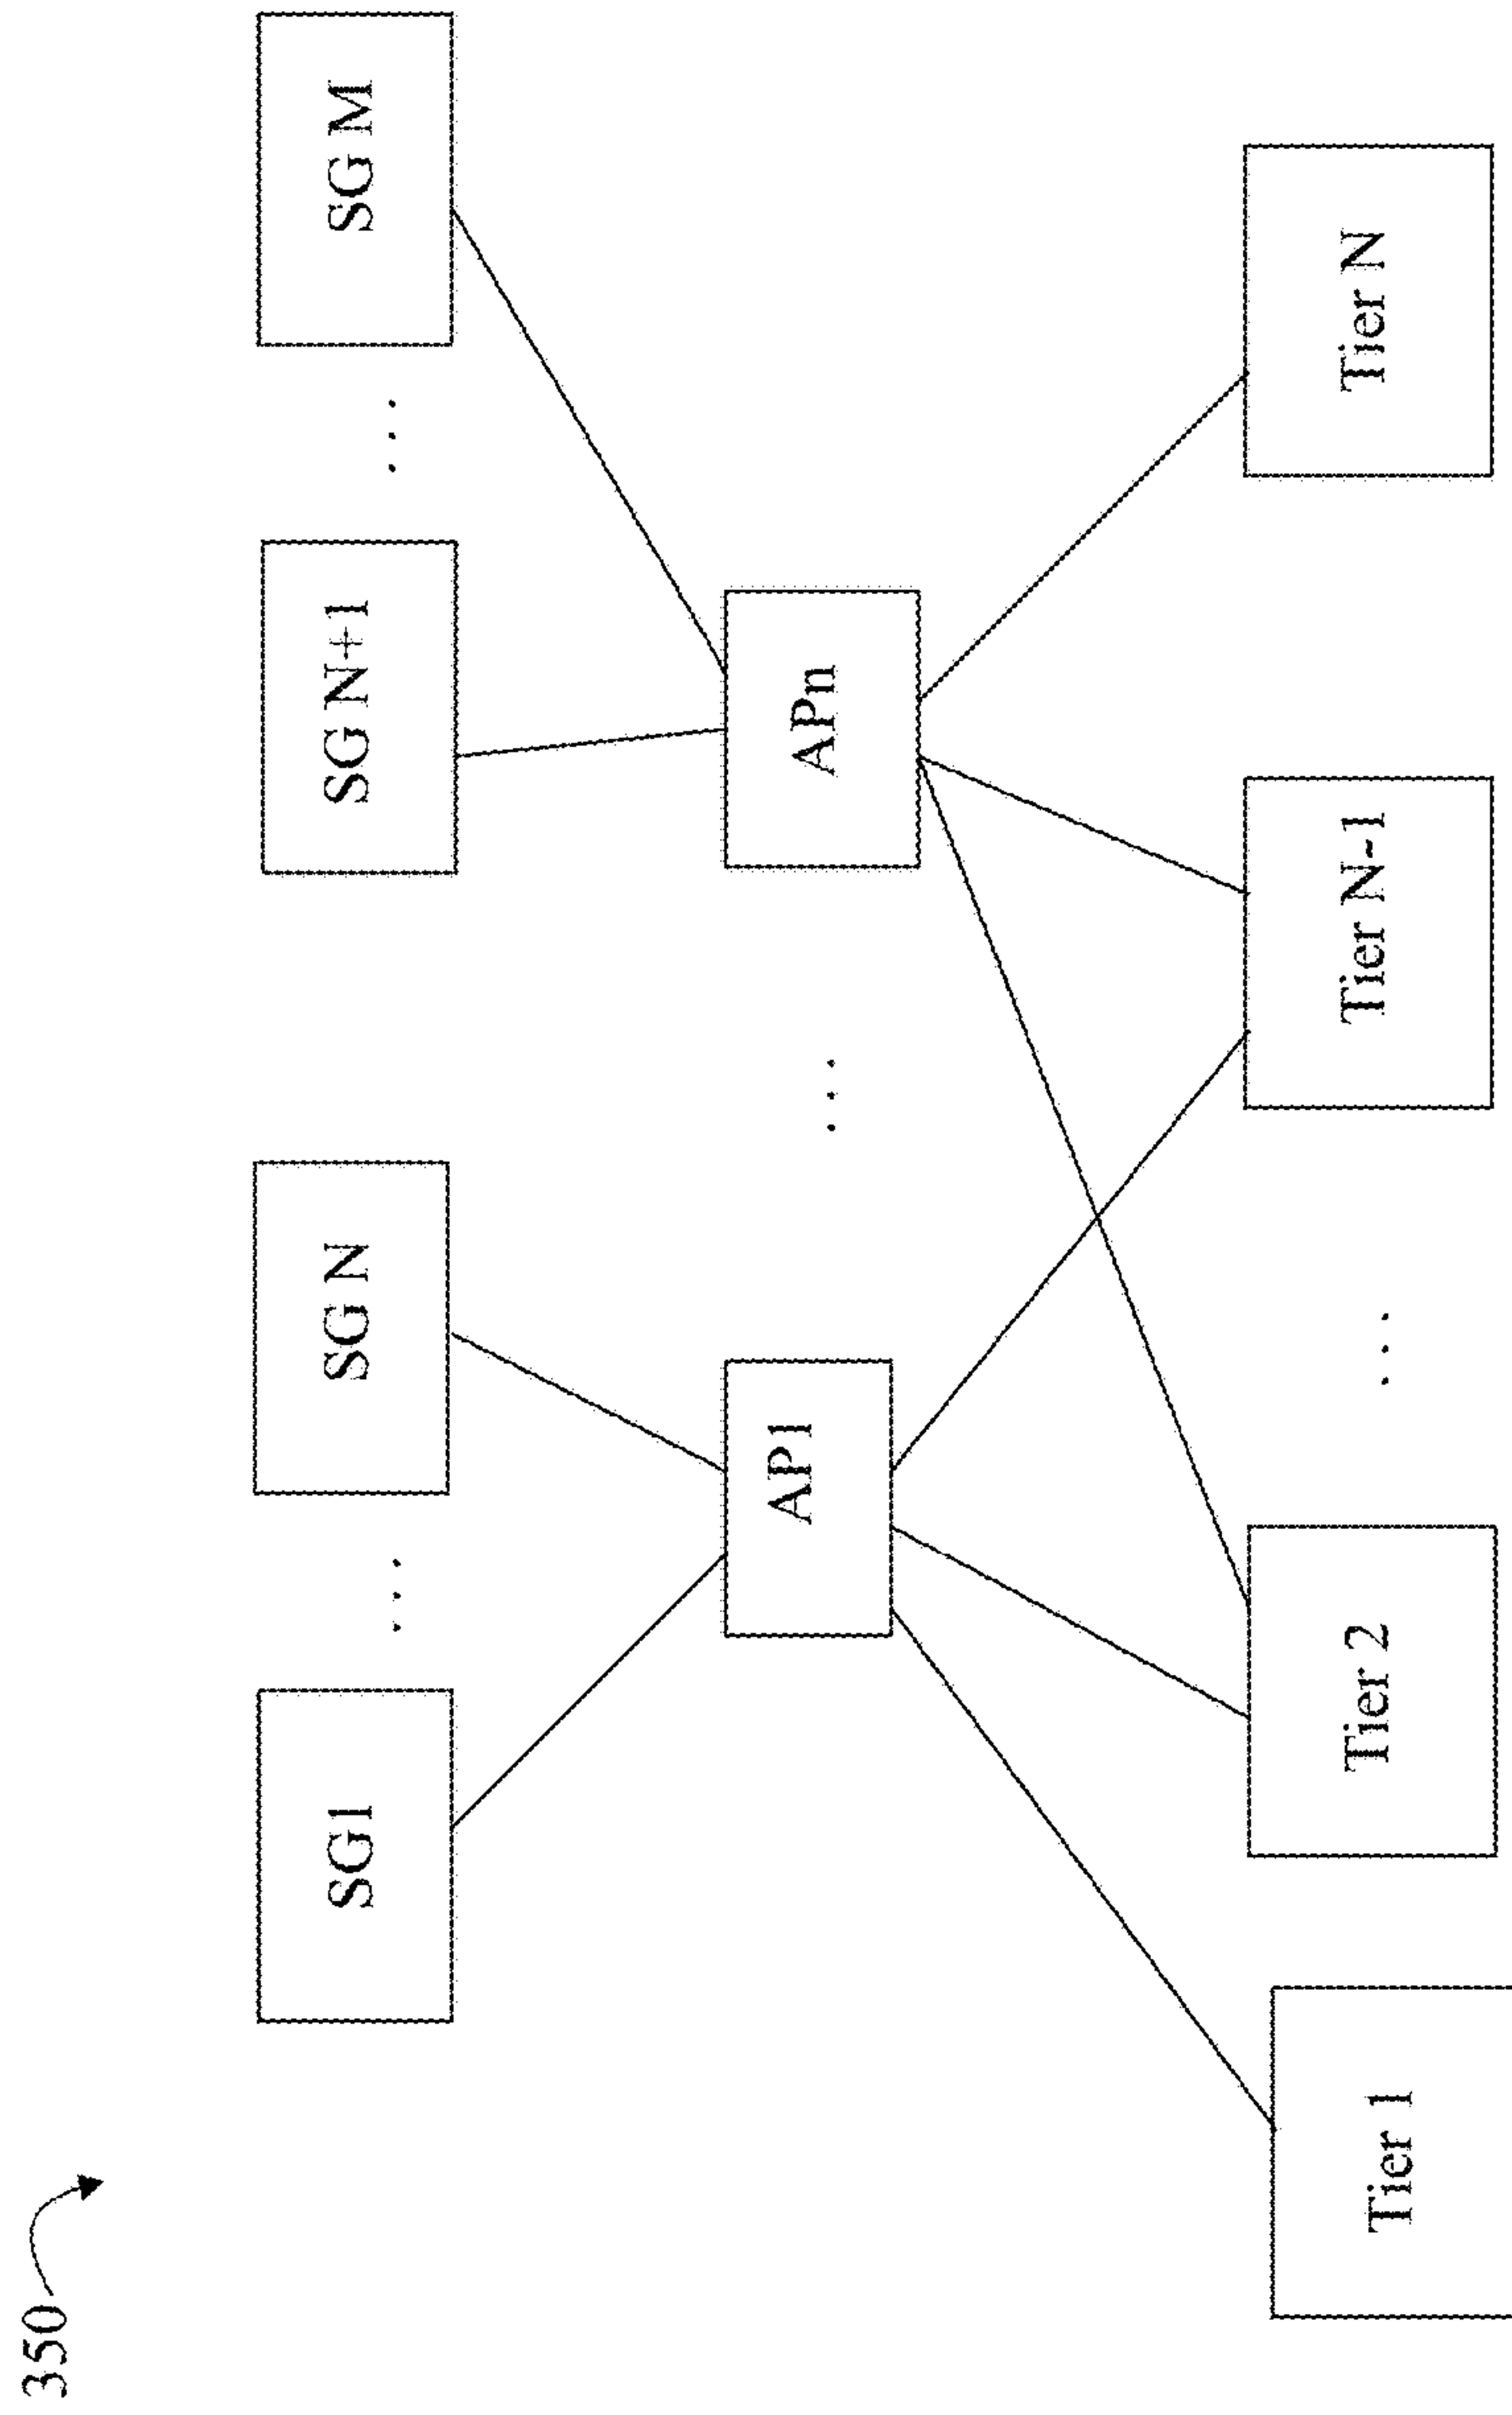 350
SG1
...
SG N
SG N+1
...
SG M
AP1
...
APn
Tier 1
Tier 2
...
Tier N-1
Tier N